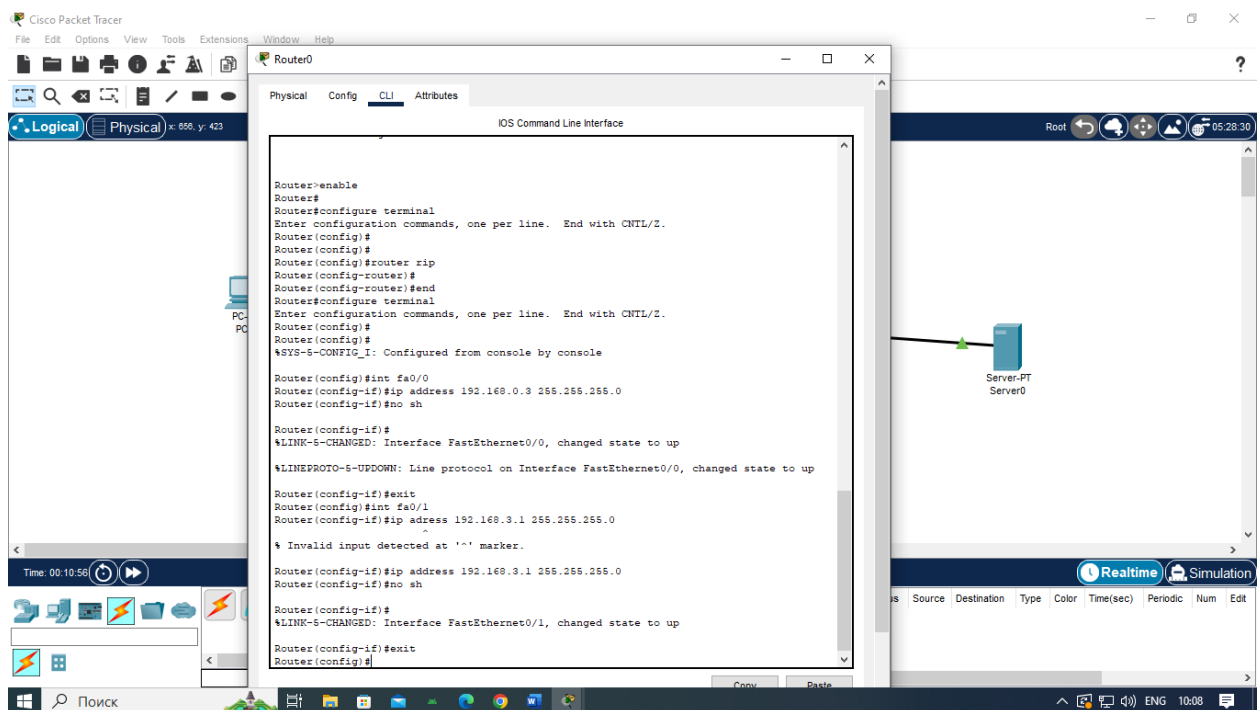 Cisco Packet Tracer
File Edit Options View Tools Extensions Window Help
Router0
Physical Config CLI Attributes
Logical Physical x: 656, y: 423
Root 05:28:30
IOS Command Line Interface
Router>enable
Router#
Router#configure terminal
Enter configuration commands, one per line. End with CNTL/Z.
Router(config)#
Router(config)#
Router(config)#router rip
Router(config-router)#
Router(config-router)#end
Router#configure terminal
Enter configuration commands, one per line. End with CNTL/Z.
Router(config)#
Router(config)#
%SYS-5-CONFIG_I: Configured from console by console
Router(config)#int fa0/0
Router(config-if)#ip address 192.168.0.3 255.255.255.0
Router(config-if)#no sh
Router(config-if)#
%LINK-5-CHANGED: Interface FastEthernet0/0, changed state to up
%LINEPROTO-5-UPDOWN: Line protocol on Interface FastEthernet0/0, changed state to up
Router(config-if)#exit
Router(config)#int fa0/1
Router(config-if)#ip adress 192.168.3.1 255.255.255.0
^
% Invalid input detected at '^' marker.
Router(config-if)#ip address 192.168.3.1 255.255.255.0
Router(config-if)#no sh
Router(config-if)#
%LINK-5-CHANGED: Interface FastEthernet0/1, changed state to up
Router(config-if)#exit
Router(config)#
Copy Paste
PC-
PC
Server-PT
Server0
Time: 00:10:56
Realtime Simulation
us Source Destination Type Color Time(sec) Periodic Num Edit
Поиск
ENG 10:08